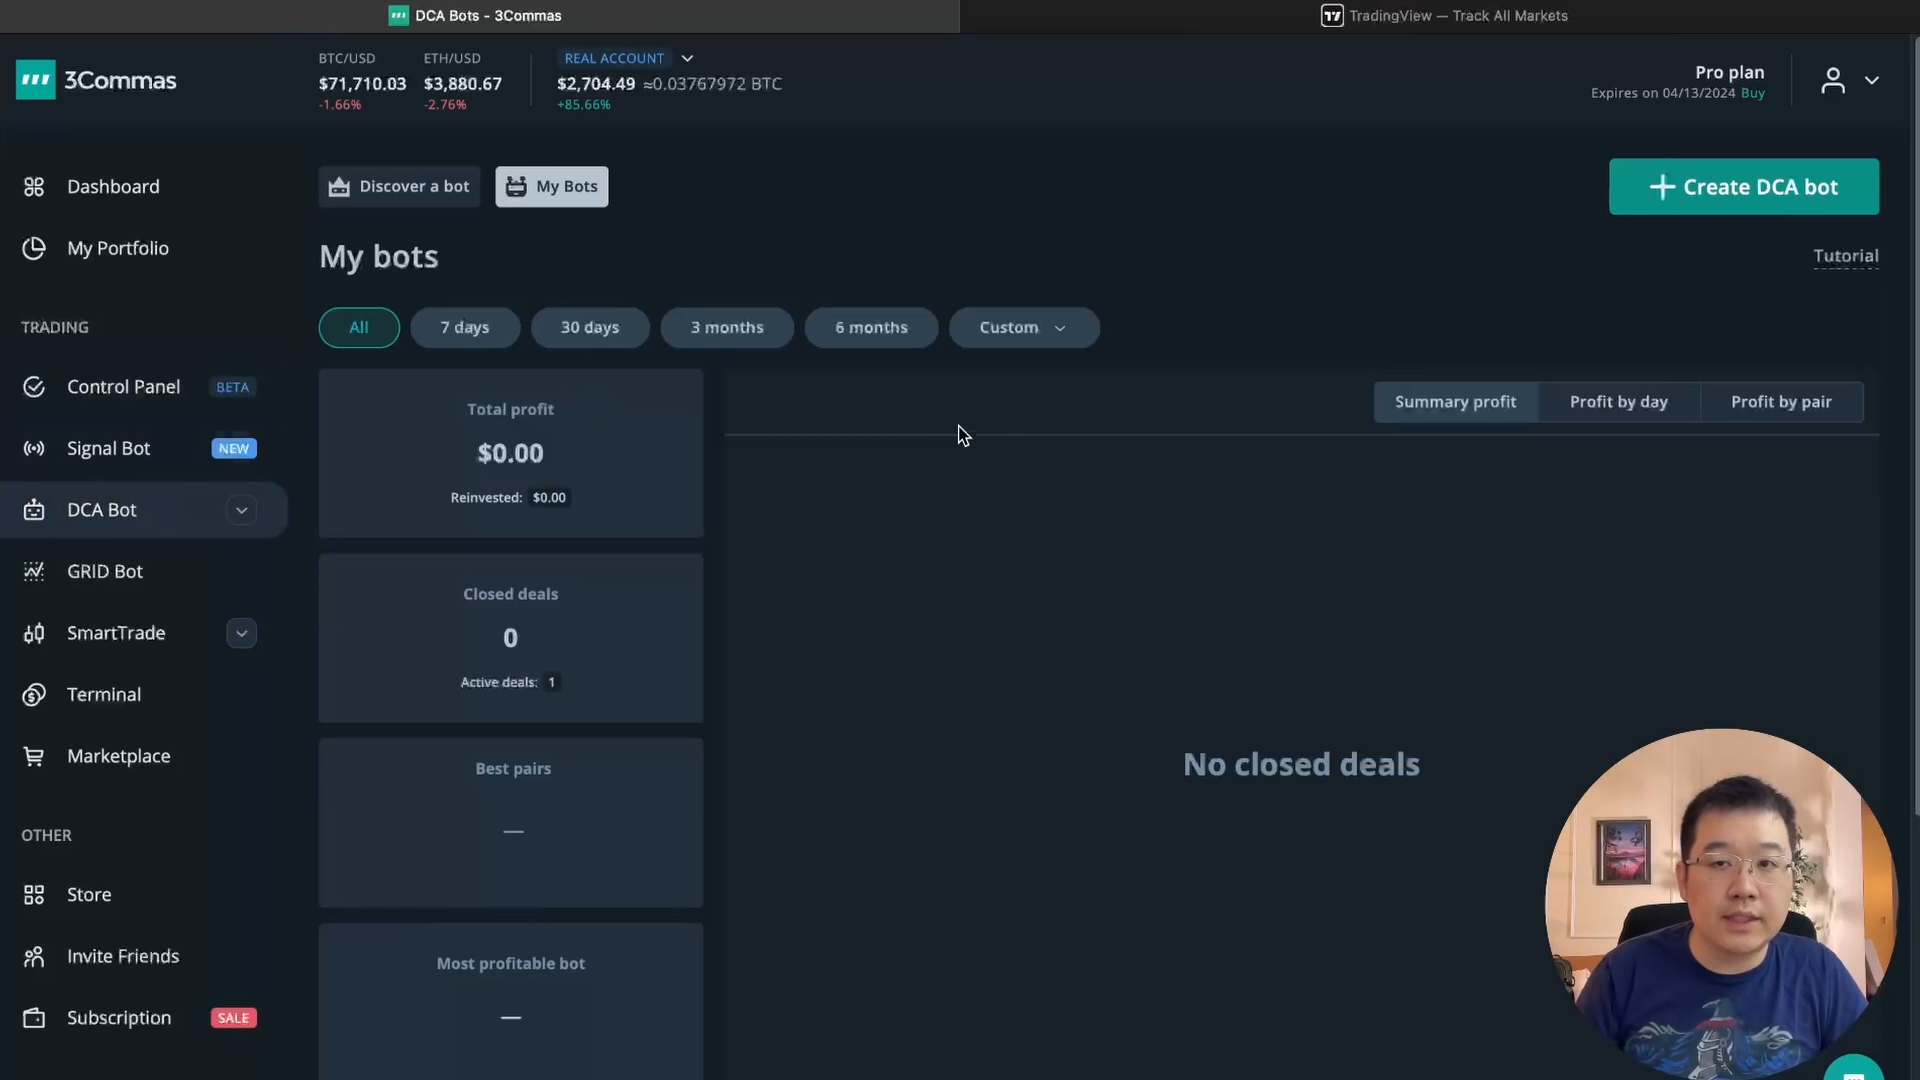 DCA Bots - 3Commas
TradingView — Track All Markets
3Commas
BTC/USD
$71,710.03
-1.66%
ETH/USD
$3,880.67
-2.76%
REAL ACCOUNT
$2,704.49 ≈0.03767972 BTC
+85.66%
Pro plan
Expires on 04/13/2024 Buy
Dashboard
My Portfolio
TRADING
Control Panel BETA
Signal Bot NEW
DCA Bot
GRID Bot
SmartTrade
Terminal
Marketplace
OTHER
Store
Invite Friends
Subscription SALE
Discover a bot
My Bots
Create DCA bot
My bots
Tutorial
All
7 days
30 days
3 months
6 months
Custom
Total profit
$0.00
Reinvested: $0.00
Closed deals
0
Active deals: 1
Best pairs
—
Most profitable bot
—
Summary profit
Profit by day
Profit by pair
No closed deals